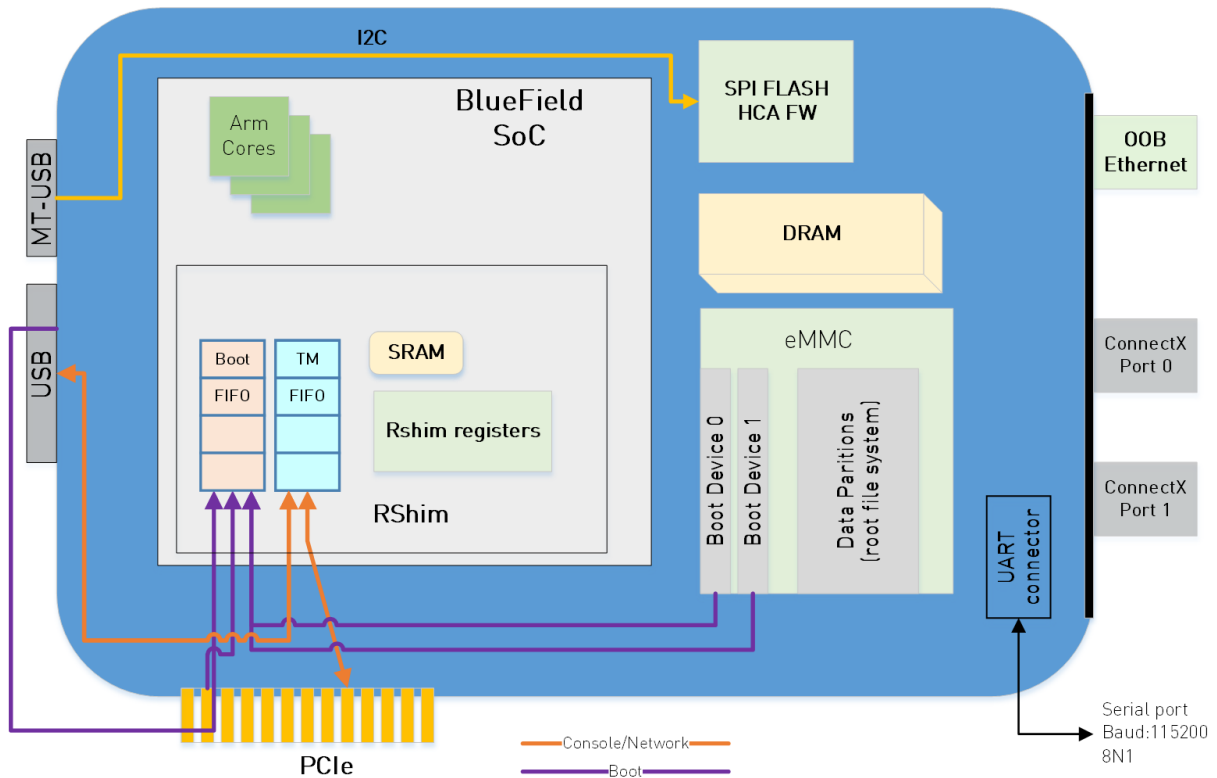 I2C
BlueField
SoC
Arm
Cores
SPI FLASH
HCA FW
OOB
Ethernet
MT-USB
DRAM
USB
Boot
FIFO
TM
FIFO
SRAM
Rshim registers
RShim
eMMC
Boot Device 0
Boot Device 1
Data Paritions
(root file system)
ConnectX
Port 0
ConnectX
Port 1
UART
connector
PCIe
Console/Network
Boot
Serial port
Baud:115200
8N1